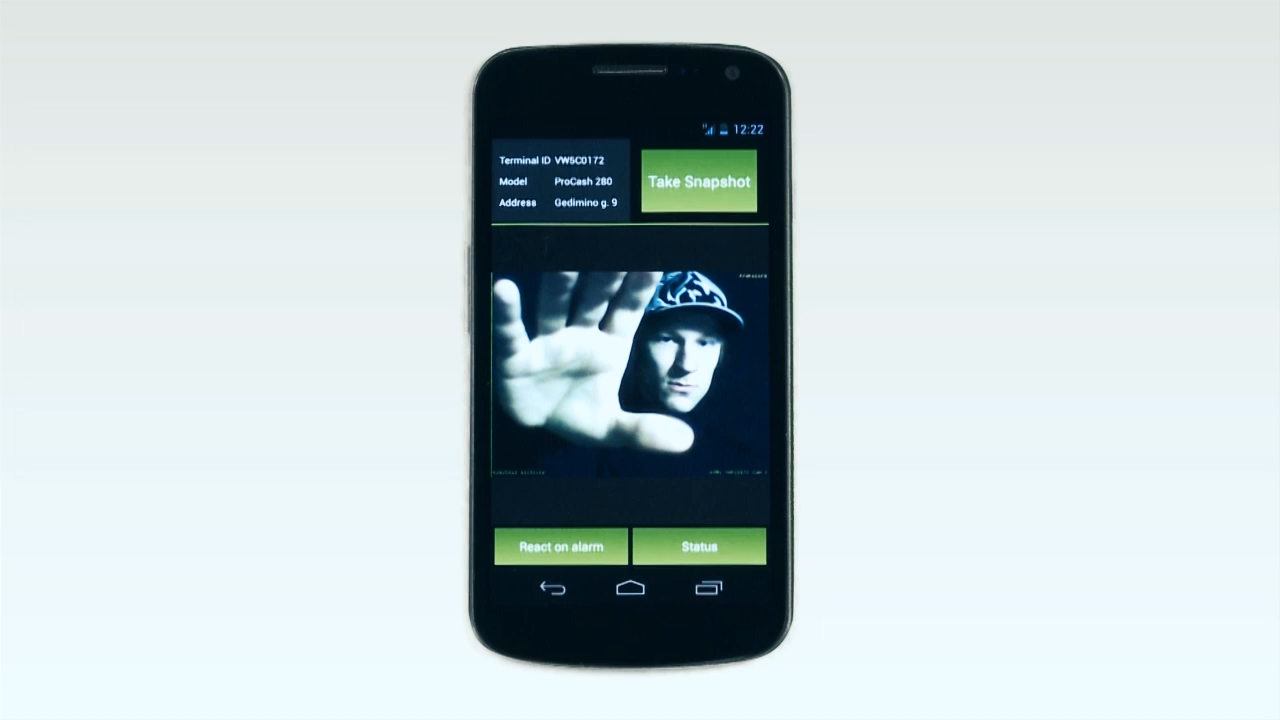 12:22
Terminal ID VW5C0172
Model ProCash 280
Address Gedimino g. 9
Take Snapshot
React on alarm
Status